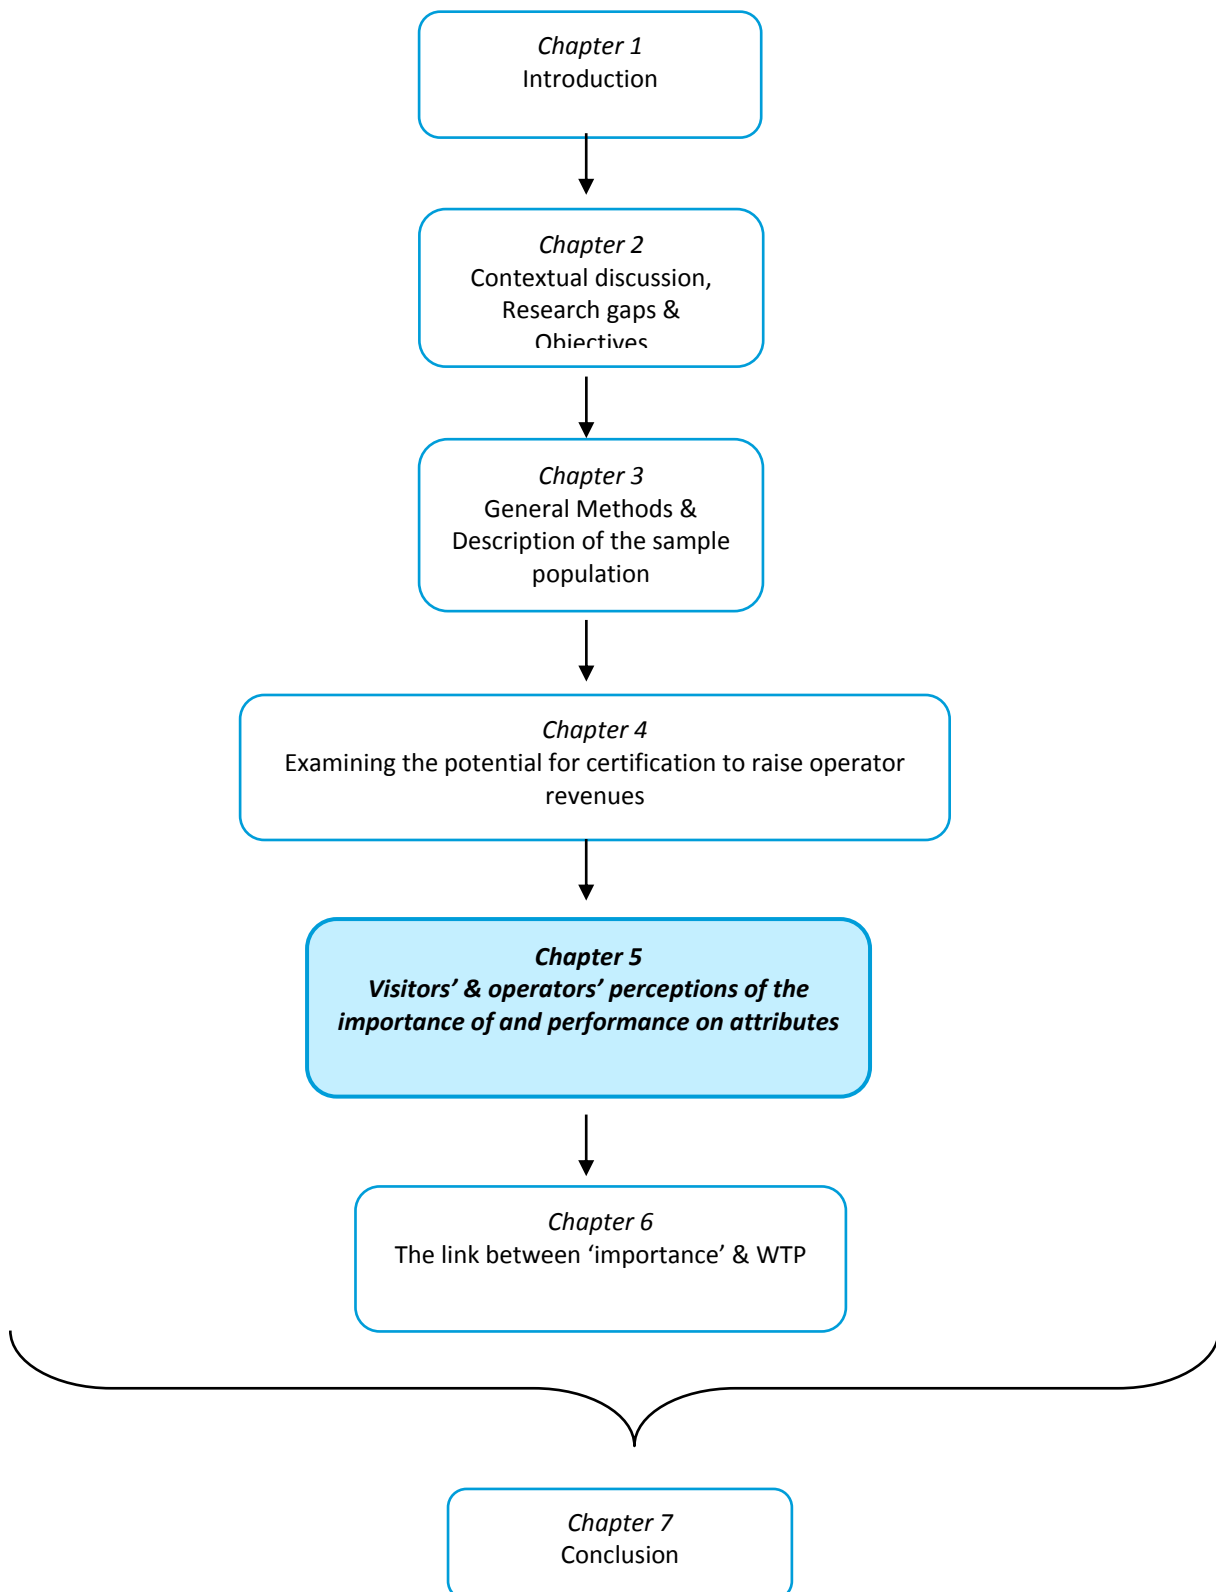 Chapter 1
Introduction
Chapter 2
Contextual discussion,
Research gaps &
Objectives
Chapter 3
General Methods &
Description of the sample
population
Chapter 4
Examining the potential for certification to raise operator
revenues
Chapter 5
Visitors’ & operators’ perceptions of the
importance of and performance on attributes
Chapter 6
The link between ‘importance’ & WTP
Chapter 7
Conclusion